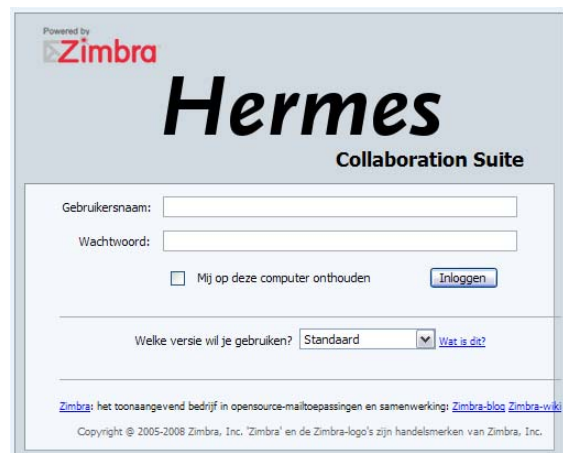 Powered by
Zimbra
Hermes
Collaboration Suite
Gebruikersnaam:
Wachtwoord:
Mij op deze computer onthouden
Inloggen
Welke versie wil je gebruiken? Standaard Wat is dit?
Zimbra: het toonaangevend bedrijf in opensource-mailtoepassingen en samenwerking: Zimbra-blog Zimbra-wiki
Copyright @ 2005-2008 Zimbra, Inc. 'Zimbra' en de Zimbra-logo's zijn handelsmerken van Zimbra, Inc.